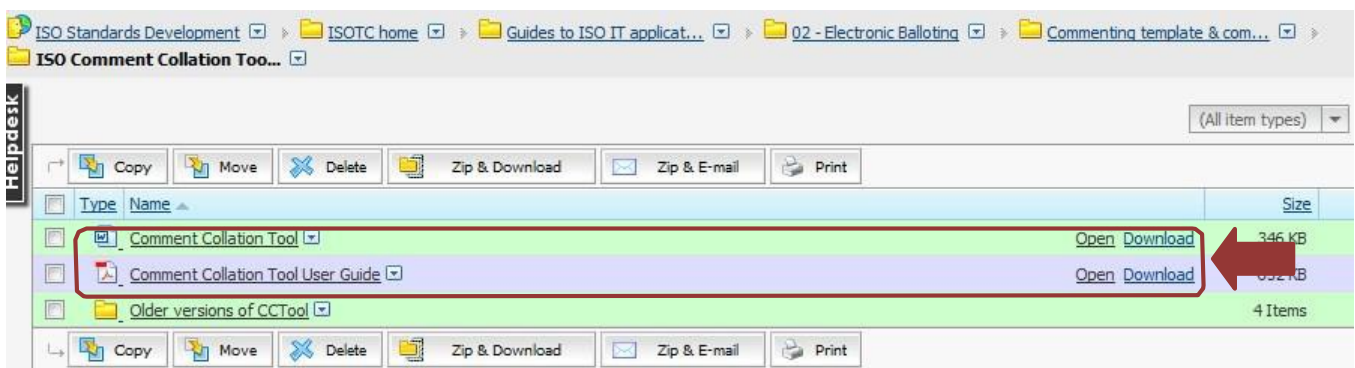 ISO Standards Development ISOTC home Guides to ISO IT applicat... 02 - Electronic Balloting Commenting template & com...
ISO Comment Collation Too...
Helpdesk
(All item types)
Copy Move Delete Zip & Download Zip & E-mail Print
Type Name Size
Comment Collation Tool Open Download 346 KB
Comment Collation Tool User Guide Open Download KB
Older versions of CCTool 4 Items
Copy Move Delete Zip & Download Zip & E-mail Print